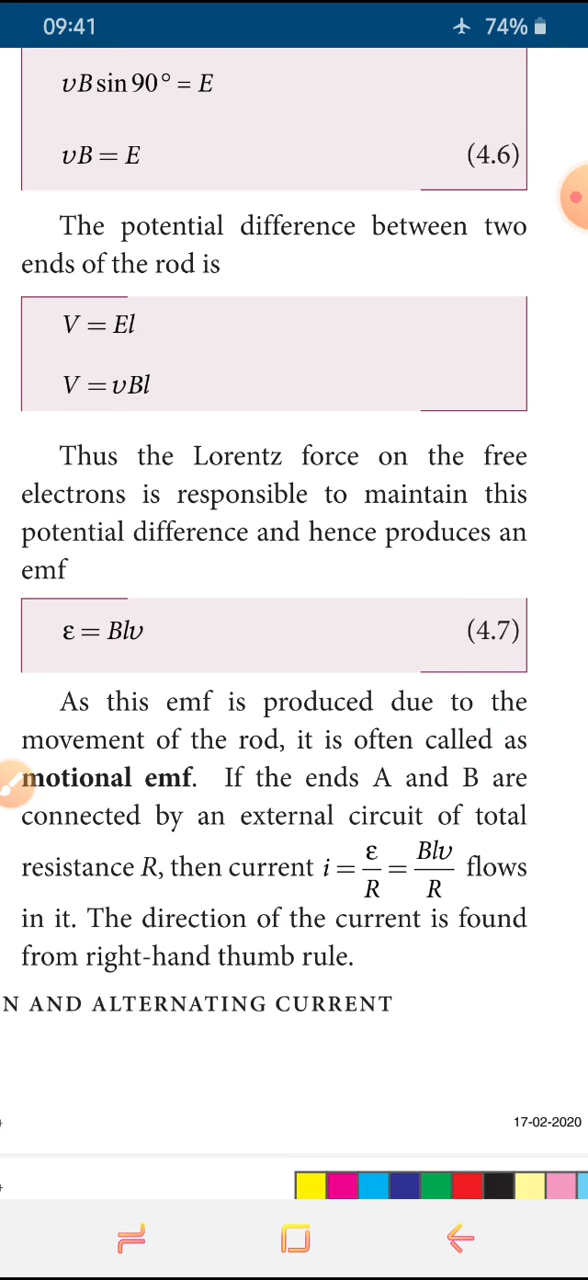 09:41
74%
υB sin 90° = E
υB = E (4.6)
The potential difference between two
ends of the rod is
V = El
V = υBl
Thus the Lorentz force on the free
electrons is responsible to maintain this
potential difference and hence produces an
emf
ε = Blυ (4.7)
As this emf is produced due to the
movement of the rod, it is often called as
motional emf. If the ends A and B are
connected by an external circuit of total
resistance R, then current i = ε/R = Blυ/R flows
in it. The direction of the current is found
from right-hand thumb rule.
N AND ALTERNATING CURRENT
17-02-2020